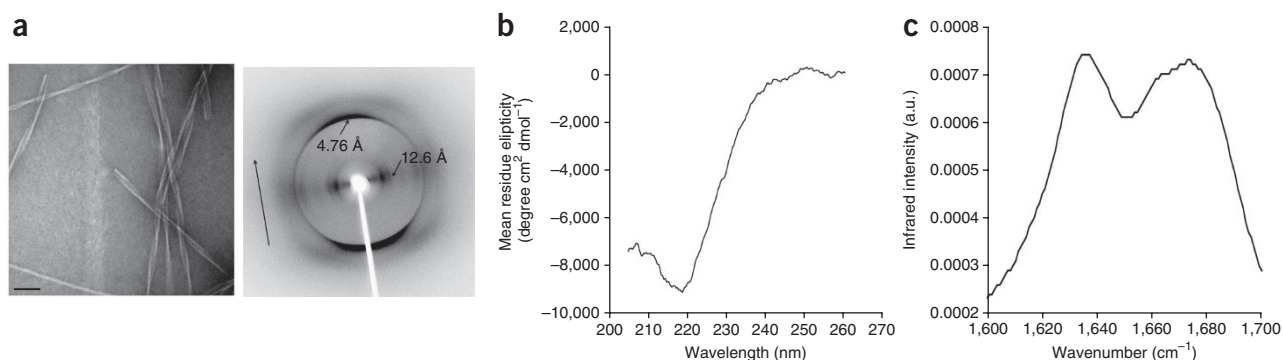 a
4.76 Å
12.6 Å
b
Mean residue elipticity
(degree cm² dmol⁻¹)
2,000
0
–2,000
–4,000
–6,000
–8,000
–10,000
200 210 220 230 240 250 260 270
Wavelength (nm)
c
Infrared intensity (a.u.)
0.0008
0.0007
0.0006
0.0005
0.0004
0.0003
0.0002
1,600 1,620 1,640 1,660 1,680 1,700
Wavenumber (cm⁻¹)